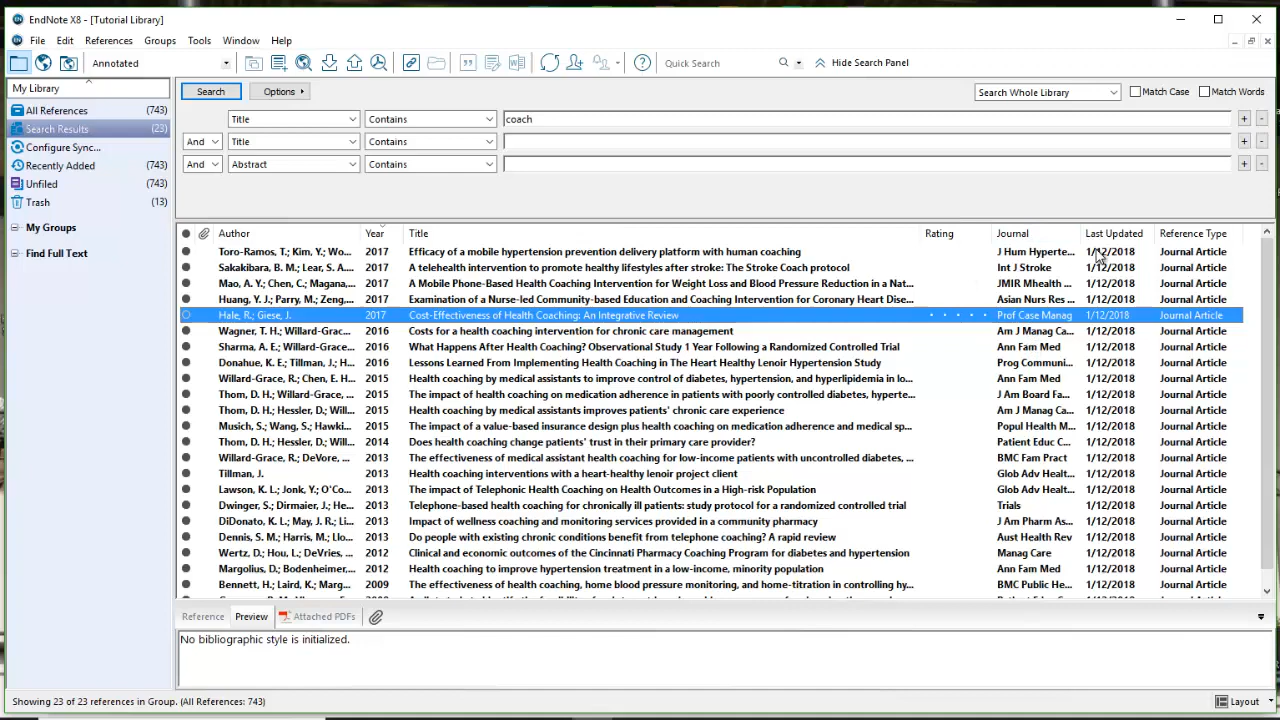 EndNote X8 - [Tutorial Library]
File Edit References Groups Tools Window Help
Annotated Quick Search Hide Search Panel
My Library
All References (743)
Search Results (23)
Configure Sync...
Recently Added (743)
Unfiled (743)
Trash (13)
My Groups
Find Full Text
Search Options Search Whole Library Match Case Match Words
Title Contains coach + -
And Title Contains + -
And Abstract Contains + -
Author Year Title Rating Journal Last Updated Reference Type
Toro-Ramos, T.; Kim, Y.; Wo... 2017 Efficacy of a mobile hypertension prevention delivery platform with human coaching J Hum Hyperte... 1/12/2018 Journal Article
Sakakibara, B. M.; Lear, S. A.... 2017 A telehealth intervention to promote healthy lifestyles after stroke: The Stroke Coach protocol Int J Stroke 1/12/2018 Journal Article
Mao, A. Y.; Chen, C.; Magana,... 2017 A Mobile Phone-Based Health Coaching Intervention for Weight Loss and Blood Pressure Reduction in a Nat... JMIR Mhealth ... 1/12/2018 Journal Article
Huang, Y. J.; Parry, M.; Zeng,... 2017 Examination of a Nurse-led Community-based Education and Coaching Intervention for Coronary Heart Dise... Asian Nurs Res ... 1/12/2018 Journal Article
Hale, R.; Giese, J. 2017 Cost-Effectiveness of Health Coaching: An Integrative Review Prof Case Manag 1/12/2018 Journal Article
Wagner, T. H.; Willard-Grac... 2016 Costs for a health coaching intervention for chronic care management Am J Manag Ca... 1/12/2018 Journal Article
Sharma, A. E.; Willard-Grac... 2016 What Happens After Health Coaching? Observational Study 1 Year Following a Randomized Controlled Trial Ann Fam Med 1/12/2018 Journal Article
Donahue, K. E.; Tillman, J.; H... 2016 Lessons Learned From Implementing Health Coaching in The Heart Healthy Lenoir Hypertension Study Prog Communi... 1/12/2018 Journal Article
Willard-Grace, R.; Chen, E. H... 2015 Health coaching by medical assistants to improve control of diabetes, hypertension, and hyperlipidemia in lo... Ann Fam Med 1/12/2018 Journal Article
Thom, D. H.; Willard-Grace, ... 2015 The impact of health coaching on medication adherence in patients with poorly controlled diabetes, hyperte... J Am Board Fa... 1/12/2018 Journal Article
Thom, D. H.; Hessler, D.; Will... 2015 Health coaching by medical assistants improves patients' chronic care experience Am J Manag Ca... 1/12/2018 Journal Article
Musich, S.; Wang, S.; Hawki... 2015 The impact of a value-based insurance design plus health coaching on medication adherence and medical sp... Popul Health M... 1/12/2018 Journal Article
Thom, D. H.; Hessler, D.; Will... 2014 Does health coaching change patients' trust in their primary care provider? Patient Educ C... 1/12/2018 Journal Article
Willard-Grace, R.; DeVore, ... 2013 The effectiveness of medical assistant health coaching for low-income patients with uncontrolled diabetes, ... BMC Fam Pract 1/12/2018 Journal Article
Tillman, J. 2013 Health coaching interventions with a heart-healthy lenoir project client Glob Adv Healt... 1/12/2018 Journal Article
Lawson, K. L.; Jonk, Y.; O'Co... 2013 The impact of Telephonic Health Coaching on Health Outcomes in a High-risk Population Glob Adv Healt... 1/12/2018 Journal Article
Dwinger, S.; Dirmaier, J.; He... 2013 Telephone-based health coaching for chronically ill patients: study protocol for a randomized controlled trial Trials 1/12/2018 Journal Article
DiDonato, K. L.; May, J. R.; Li... 2013 Impact of wellness coaching and monitoring services provided in a community pharmacy J Am Pharm As... 1/12/2018 Journal Article
Dennis, S. M.; Harris, M.; Llo... 2013 Do people with existing chronic conditions benefit from telephone coaching? A rapid review Aust Health Rev 1/12/2018 Journal Article
Wertz, D.; Hou, L.; DeVries, ... 2012 Clinical and economic outcomes of the Cincinnati Pharmacy Coaching Program for diabetes and hypertension Manag Care 1/12/2018 Journal Article
Margolius, D.; Bodenheimer,... 2012 Health coaching to improve hypertension treatment in a low-income, minority population Ann Fam Med 1/12/2018 Journal Article
Bennett, H.; Laird, K.; Marg... 2009 The effectiveness of health coaching, home blood pressure monitoring, and home-titration in controlling hy... BMC Public He... 1/12/2018 Journal Article
Reference Preview Attached PDFs
No bibliographic style is initialized.
Showing 23 of 23 references in Group. (All References: 743) Layout